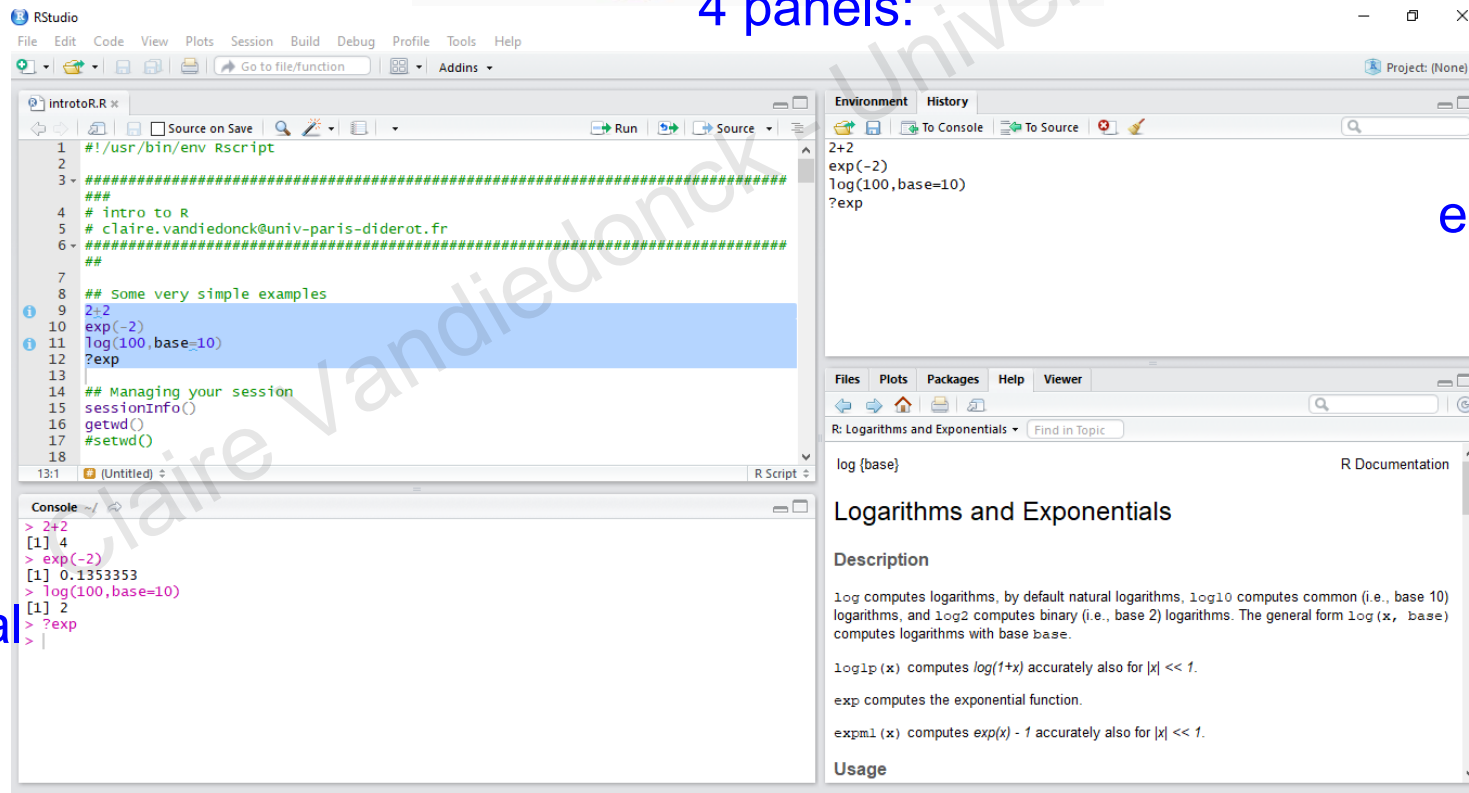 4 panels:
RStudio
File Edit Code View Plots Session Build Debug Profile Tools Help
Go to file/function Addins
Project: (None)
introtoR.R
Source on Save Run Source
1 #!/usr/bin/env Rscript
2
3 #################################################################################
###
4 # intro to R
5 # claire.vandiedonck@univ-paris-diderot.fr
6 #################################################################################
##
7
8 ## Some very simple examples
9 2+2
10 exp(-2)
11 log(100,base=10)
12 ?exp
13
14 ## Managing your session
15 sessionInfo()
16 getwd()
17 #setwd()
18
13:1 (Untitled) R Script
Console ~/
> 2+2
[1] 4
> exp(-2)
[1] 0.1353353
> log(100,base=10)
[1] 2
> ?exp
>
al
Environment History
To Console To Source
2+2
exp(-2)
log(100,base=10)
?exp
e
Files Plots Packages Help Viewer
R: Logarithms and Exponentials Find in Topic
log {base} R Documentation
Logarithms and Exponentials
Description
log computes logarithms, by default natural logarithms, log10 computes common (i.e., base 10)
logarithms, and log2 computes binary (i.e., base 2) logarithms. The general form log(x, base)
computes logarithms with base base.
log1p(x) computes log(1+x) accurately also for |x| << 1.
exp computes the exponential function.
expm1(x) computes exp(x) - 1 accurately also for |x| << 1.
Usage
Claire Vandiedonck - Univer